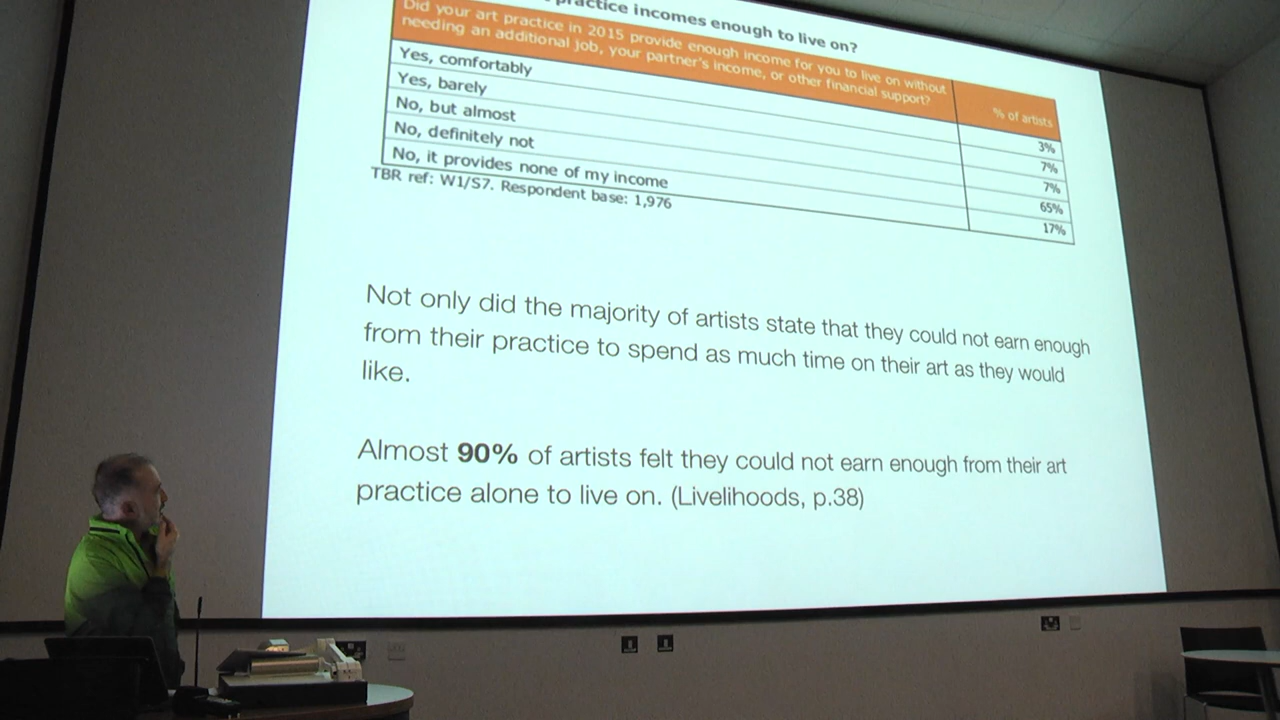 practice incomes enough to live on?
Did your art practice in 2015 provide enough income for you to live on without
needing an additional job, your partner's income, or other financial support?
% of artists
Yes, comfortably
3%
Yes, barely
7%
No, but almost
7%
No, definitely not
65%
No, it provides none of my income
17%
TBR ref: W1/S7. Respondent base: 1,976
Not only did the majority of artists state that they could not earn enough
from their practice to spend as much time on their art as they would
like.
Almost 90% of artists felt they could not earn enough from their art
practice alone to live on. (Livelihoods, p.38)